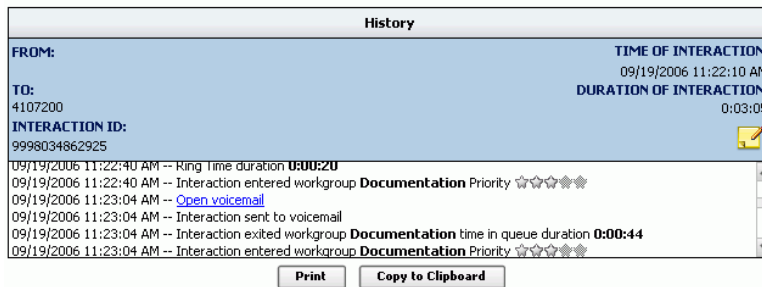 History
FROM:
TIME OF INTERACTION
09/19/2006 11:22:10 AM
TO:
DURATION OF INTERACTION
4107200
0:03:05
INTERACTION ID:
9998034862925
09/19/2006 11:22:40 AM -- Ring Time duration 0:00:20
09/19/2006 11:22:40 AM -- Interaction entered workgroup Documentation Priority
09/19/2006 11:23:04 AM -- Open voicemail
09/19/2006 11:23:04 AM -- Interaction sent to voicemail
09/19/2006 11:23:04 AM -- Interaction exited workgroup Documentation time in queue duration 0:00:44
09/19/2006 11:23:04 AM -- Interaction entered workgroup Documentation Priority
Print
Copy to Clipboard